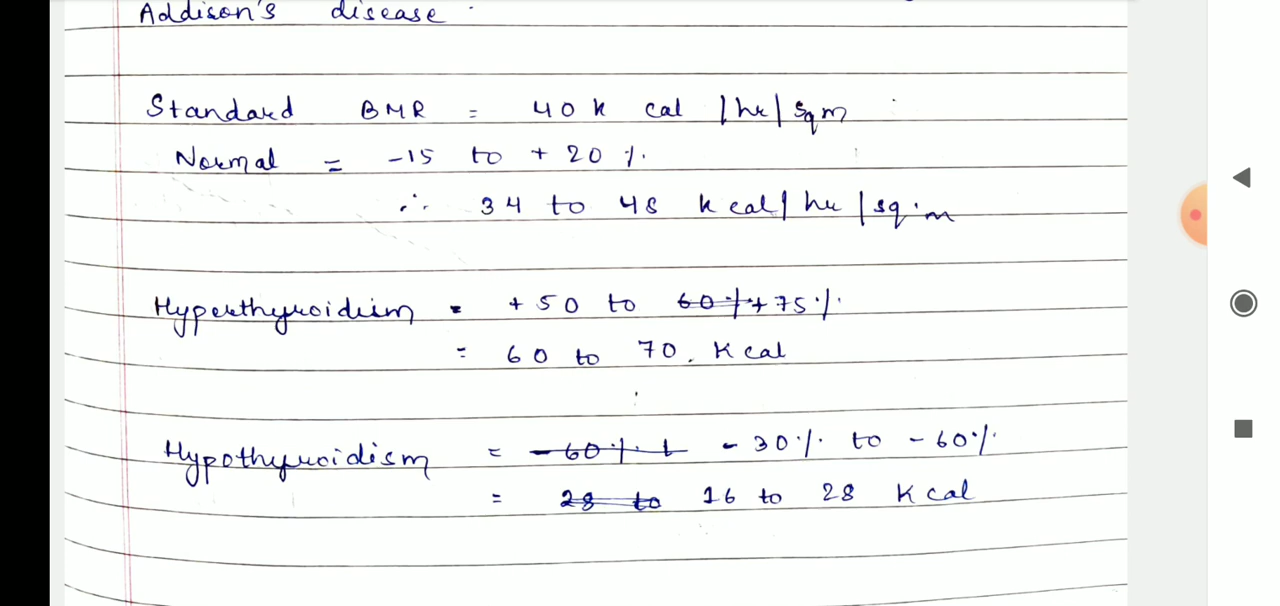 Addison's disease.
Standard BMR = 40 k cal /hr/sqm
Normal = -15 to + 20 %.
∴ 34 to 48 k cal/hr/sq.m
Hyperthyroidism = +50 to 60%+ +75%.
= 60 to 70. K cal
Hypothyroidism = -60% t -30% to -60%
= 28 to 16 to 28 K cal